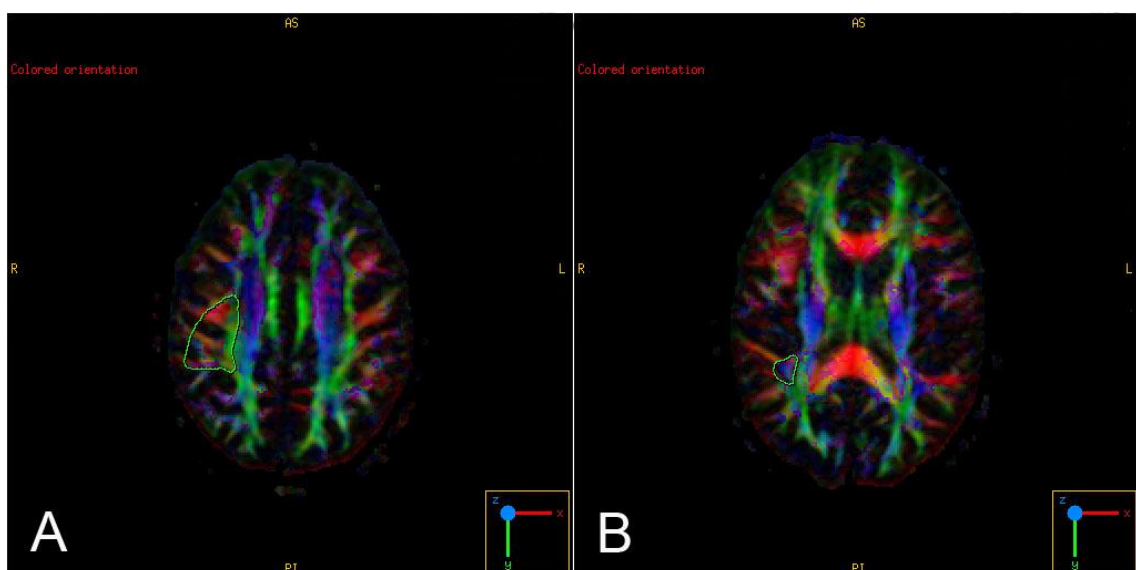 AS
Colored orientation
R
L
z
x
y
PI
A
AS
Colored orientation
R
L
z
x
y
PI
B